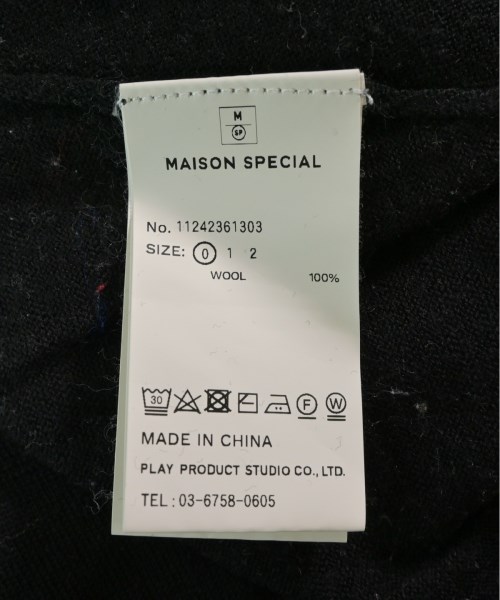 M
SP
MAISON SPECIAL
No. 11242361303
SIZE: 0 1 2
WOOL 100%
30 F W
MADE IN CHINA
PLAY PRODUCT STUDIO CO., LTD.
TEL : 03-6758-0605